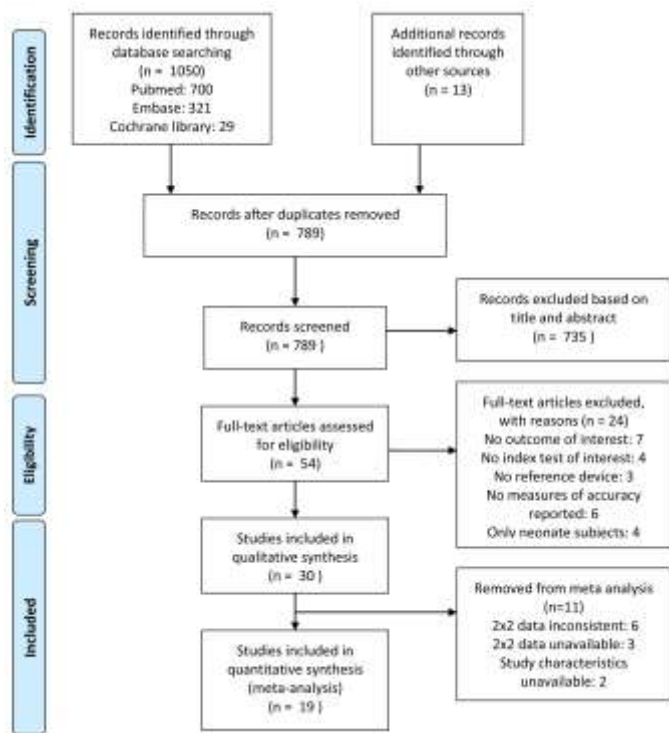 Identification
Records identified through
database searching
(n = 1050)
Pubmed: 700
Embase: 321
Cochrane library: 29
Additional records
identified through
other sources
(n = 13)
Screening
Records after duplicates removed
(n = 789)
Records screened
(n = 789 )
Records excluded based on
title and abstract
(n = 735 )
Eligibility
Full-text articles assessed
for eligibility
(n = 54)
Full-text articles excluded,
with reasons (n = 24)
No outcome of interest: 7
No index test of interest: 4
No reference device: 3
No measures of accuracy
reported: 6
Only neonate subjects: 4
Included
Studies included in
qualitative synthesis
(n = 30 )
Removed from meta analysis
(n=11)
2x2 data inconsistent: 6
2x2 data unavailable: 3
Study characteristics
unavailable: 2
Studies included in
quantitative synthesis
(meta-analysis)
(n = 19 )